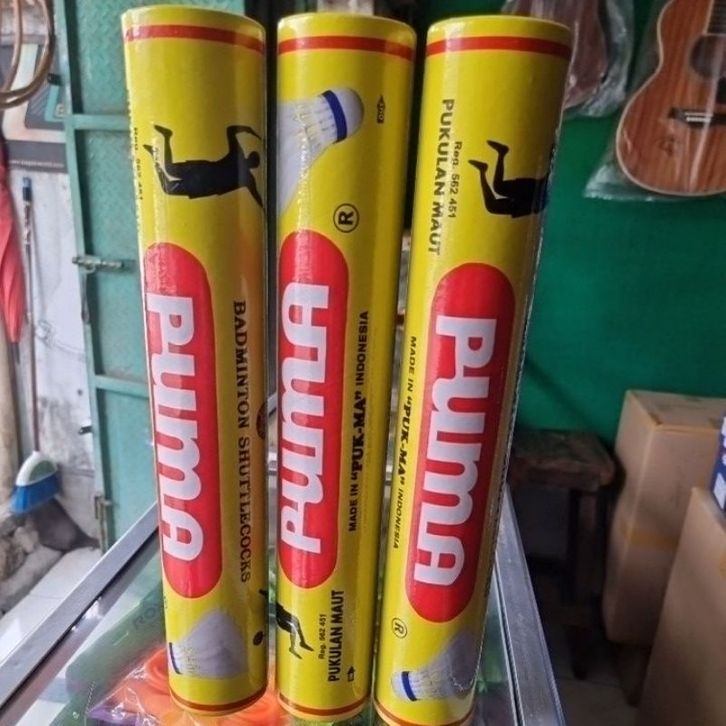 PUMA
BADMINTON SHUTTLECOCKS
®
PUMA
MADE IN "PUK-MA" INDONESIA
Reg. 562 451
PUKULAN MAUT
Reg. 562 451
PUKULAN MAUT
PUMA
MADE IN "PUK-MA" INDONESIA
®